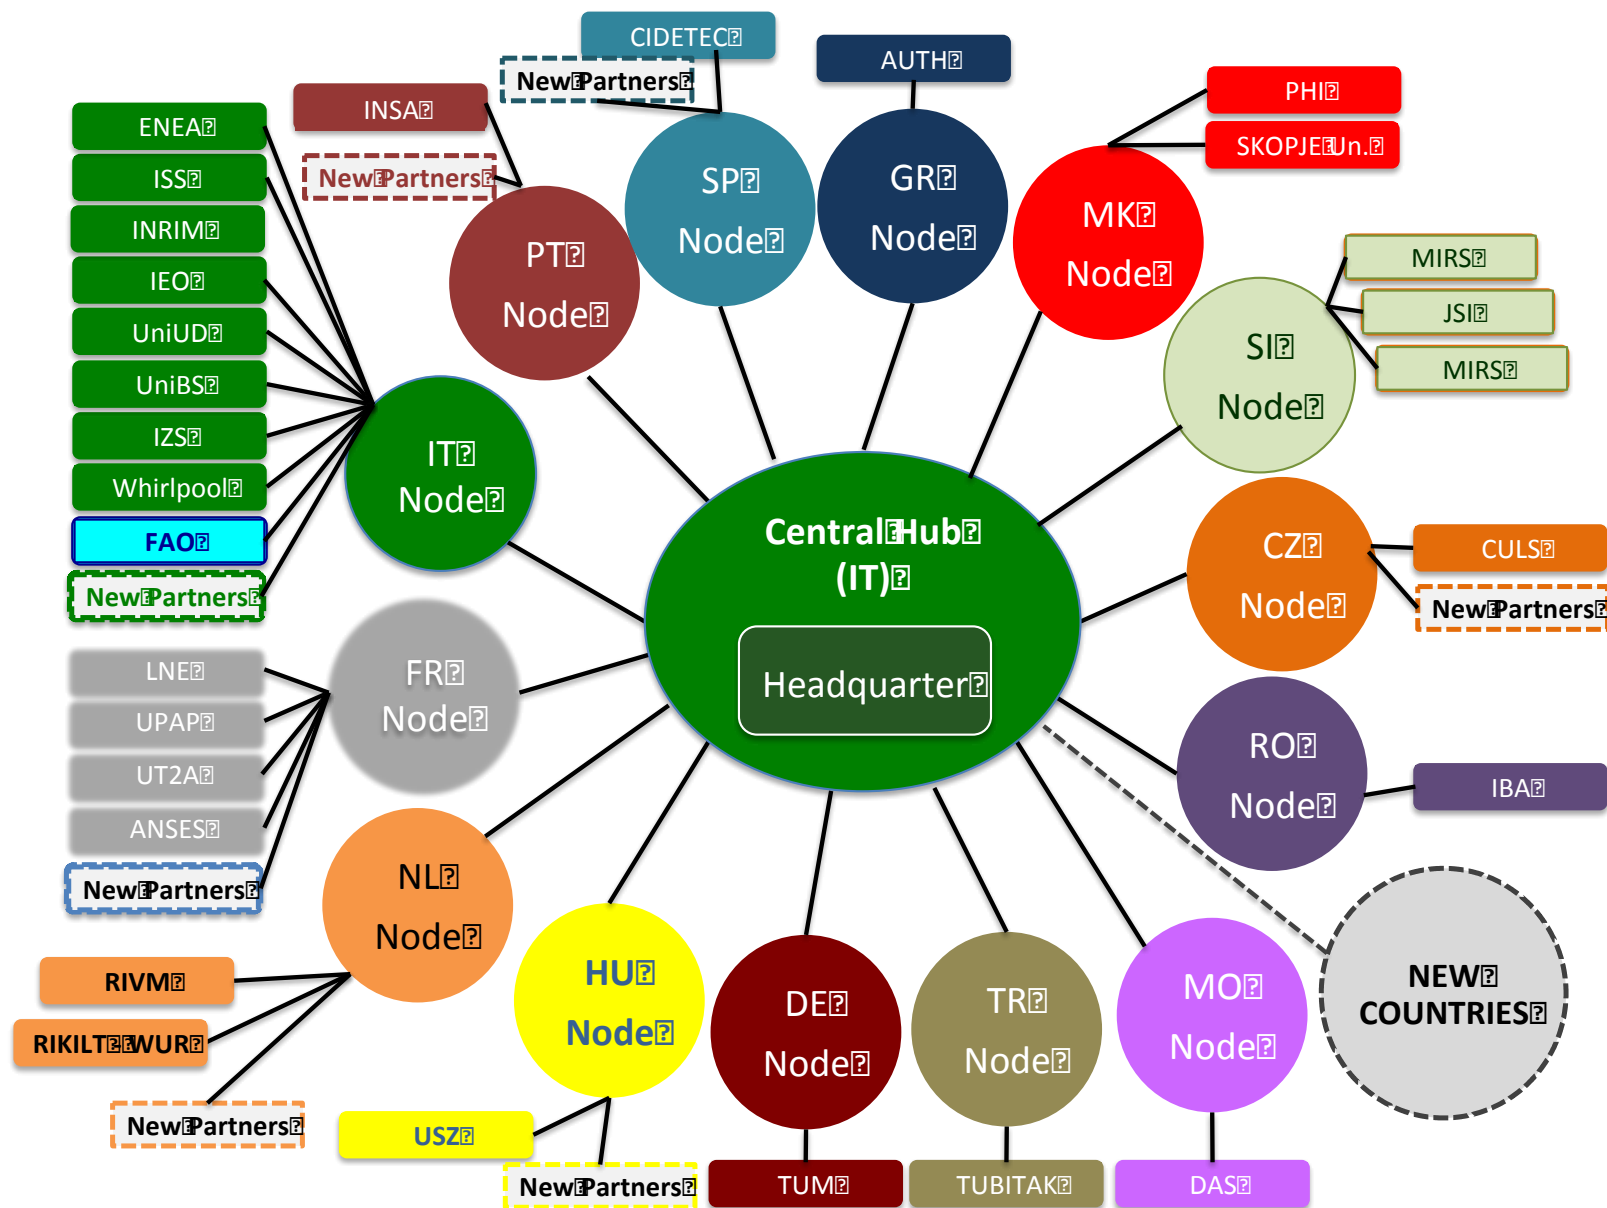 CIDETEC
New Partners
AUTH
PHI
SKOPJE Un.
INSA
New Partners
ENEA
ISS
INRIM
IEO
UniUD
UniBS
IZS
Whirlpool
FAO
New Partners
SP
Node
GR
Node
MK
Node
PT
Node
MIRS
JSI
MIRS
SI
Node
IT
Node
Central Hub
(IT)
Headquarter
CZ
Node
CULS
New Partners
LNE
UPAP
UT2A
ANSES
New Partners
FR
Node
RO
Node
IBA
NL
Node
RIVM
RIKILT - WUR
New Partners
HU
Node
USZ
New Partners
DE
Node
TUM
TR
Node
TUBITAK
MO
Node
DAS
NEW
COUNTRIES